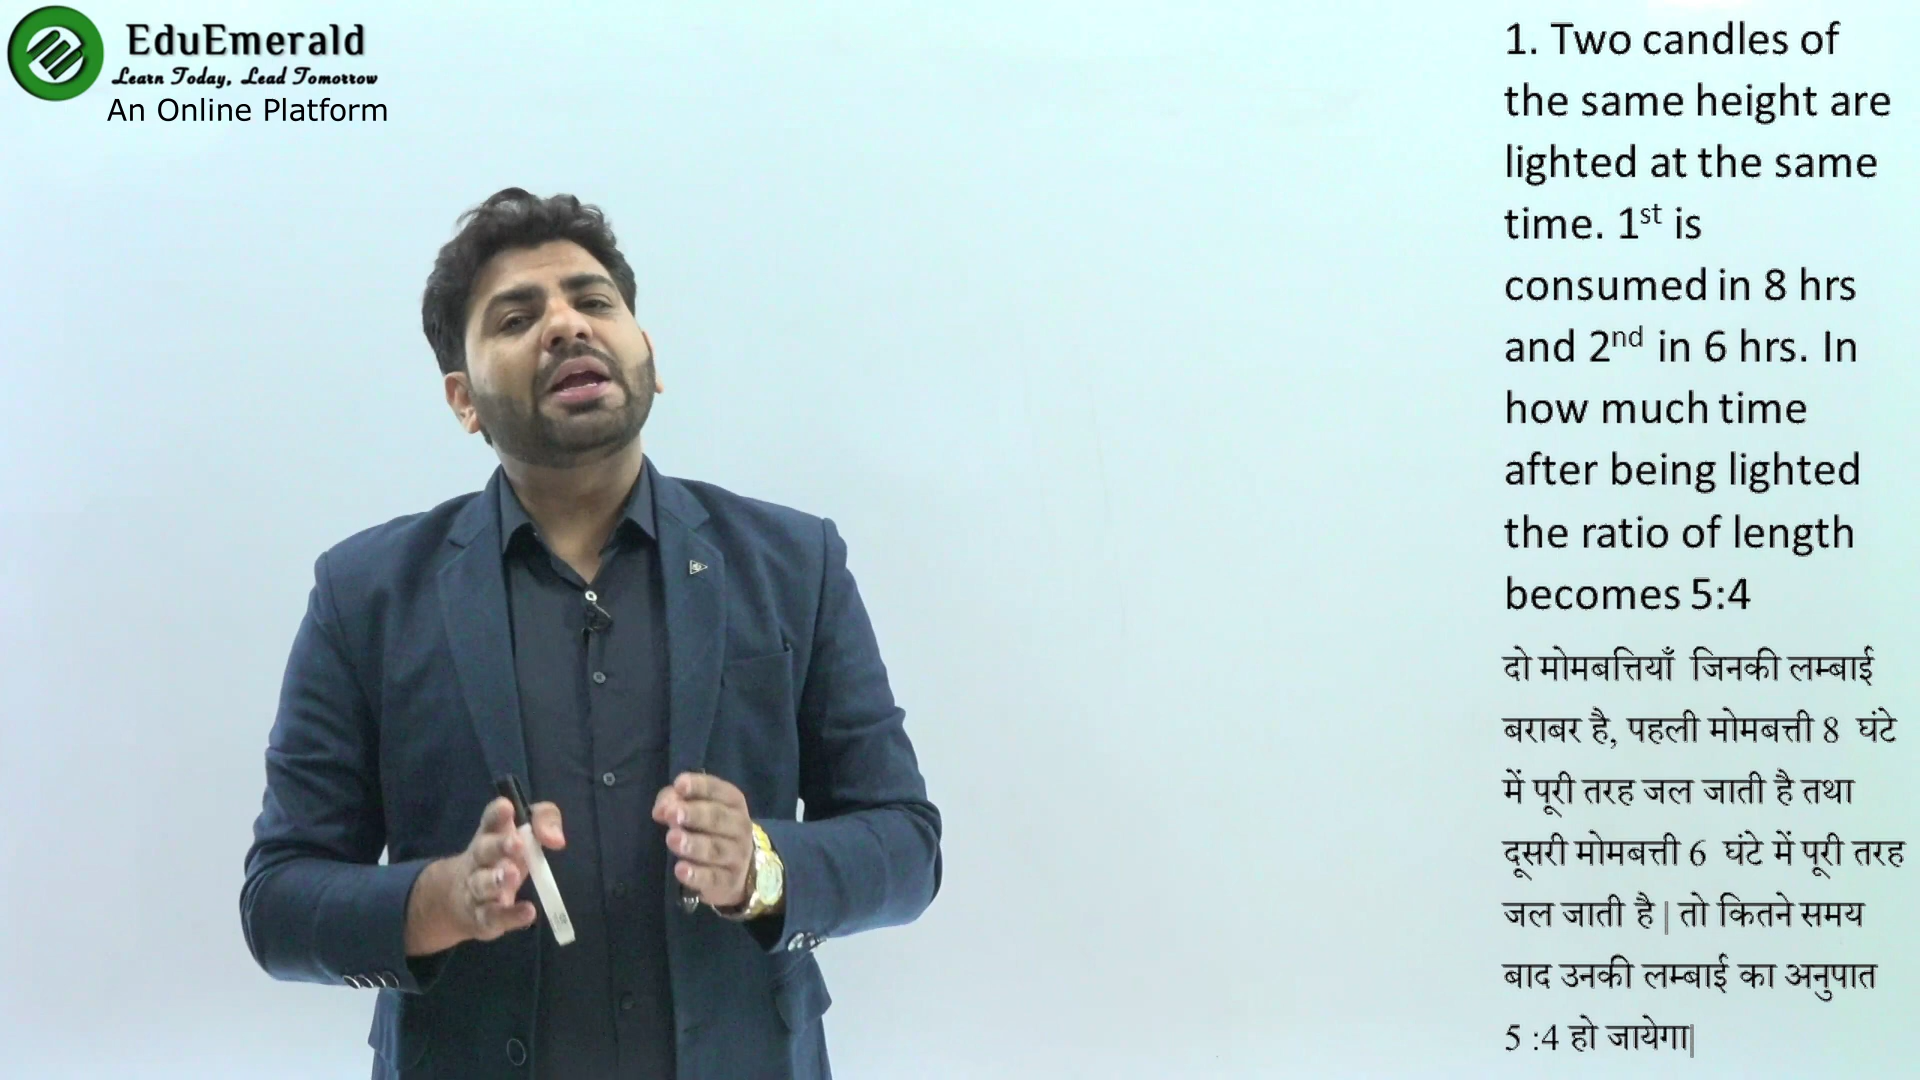 EduEmerald
Learn Today, Lead Tomorrow
An Online Platform
1. Two candles of
the same height are
lighted at the same
time. 1st is
consumed in 8 hrs
and 2nd in 6 hrs. In
how much time
after being lighted
the ratio of length
becomes 5:4
दो मोमबत्तियाँ जिनकी लम्बाई
बराबर है, पहली मोमबत्ती 8 घंटे
में पूरी तरह जल जाती है तथा
दूसरी मोमबत्ती 6 घंटे में पूरी तरह
जल जाती है| तो कितने समय
बाद उनकी लम्बाई का अनुपात
5 :4 हो जायेगा|